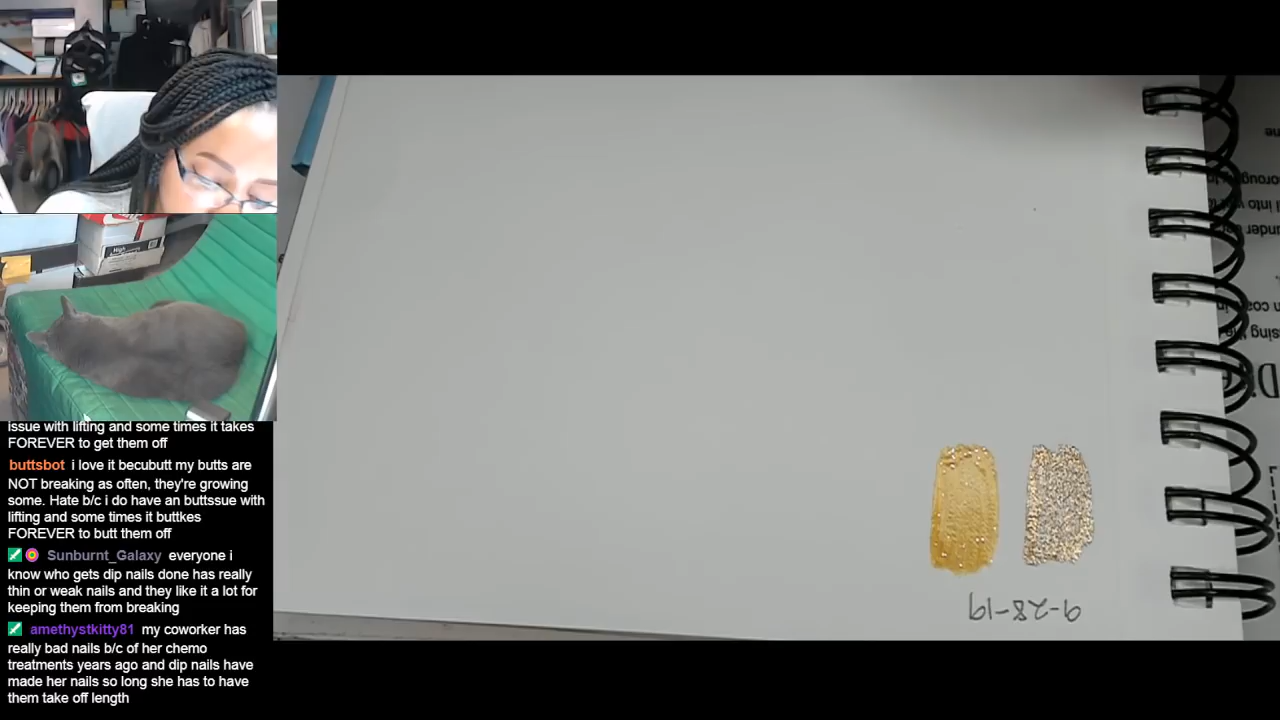 High
issue with lifting and some times it takes
FOREVER to get them off
buttsbot i love it becubutt my butts are
NOT breaking as often, they're growing
some. Hate b/c i do have an buttssue with
lifting and some times it buttkes
FOREVER to butt them off
Sunburnt_Galaxy everyone i
know who gets dip nails done has really
thin or weak nails and they like it a lot for
keeping them from breaking
amethystkitty81 my coworker has
really bad nails b/c of her chemo
treatments years ago and dip nails have
made her nails so long she has to have
them take off length
9-28-19